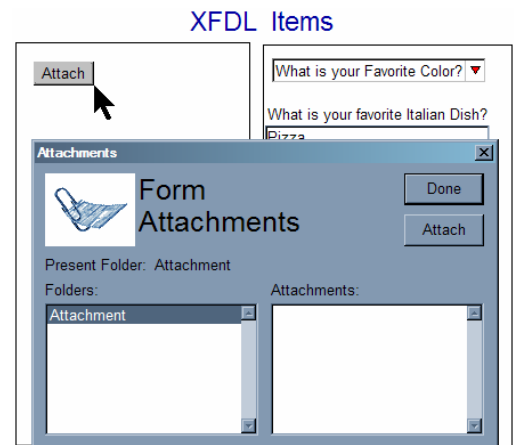 XFDL Items
Attach
What is your Favorite Color?
What is your favorite Italian Dish?
Pizza
Attachments
Form
Attachments
Done
Attach
Present Folder: Attachment
Folders:
Attachments:
Attachment